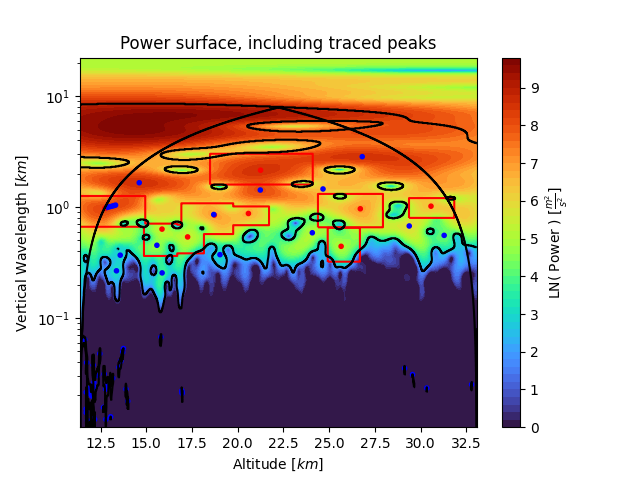 Power surface, including traced peaks
Vertical Wavelength [km]
10¹
10⁰
10⁻¹
12.5 15.0 17.5 20.0 22.5 25.0 27.5 30.0 32.5
Altitude [km]
9
8
7
6
5
4
3
2
1
0
LN( Power ) [m²/s²]